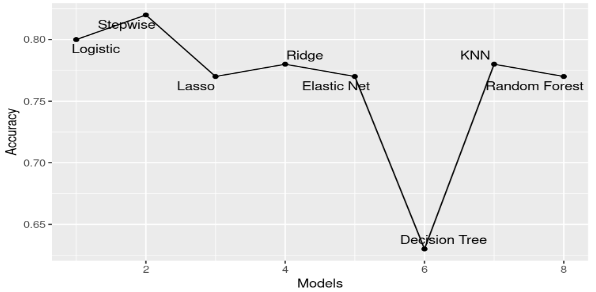 Stepwise
Logistic
Lasso
Ridge
Elastic Net
Decision Tree
KNN
Random Forest
0.80
0.75
0.70
0.65
Accuracy
2
4
6
8
Models